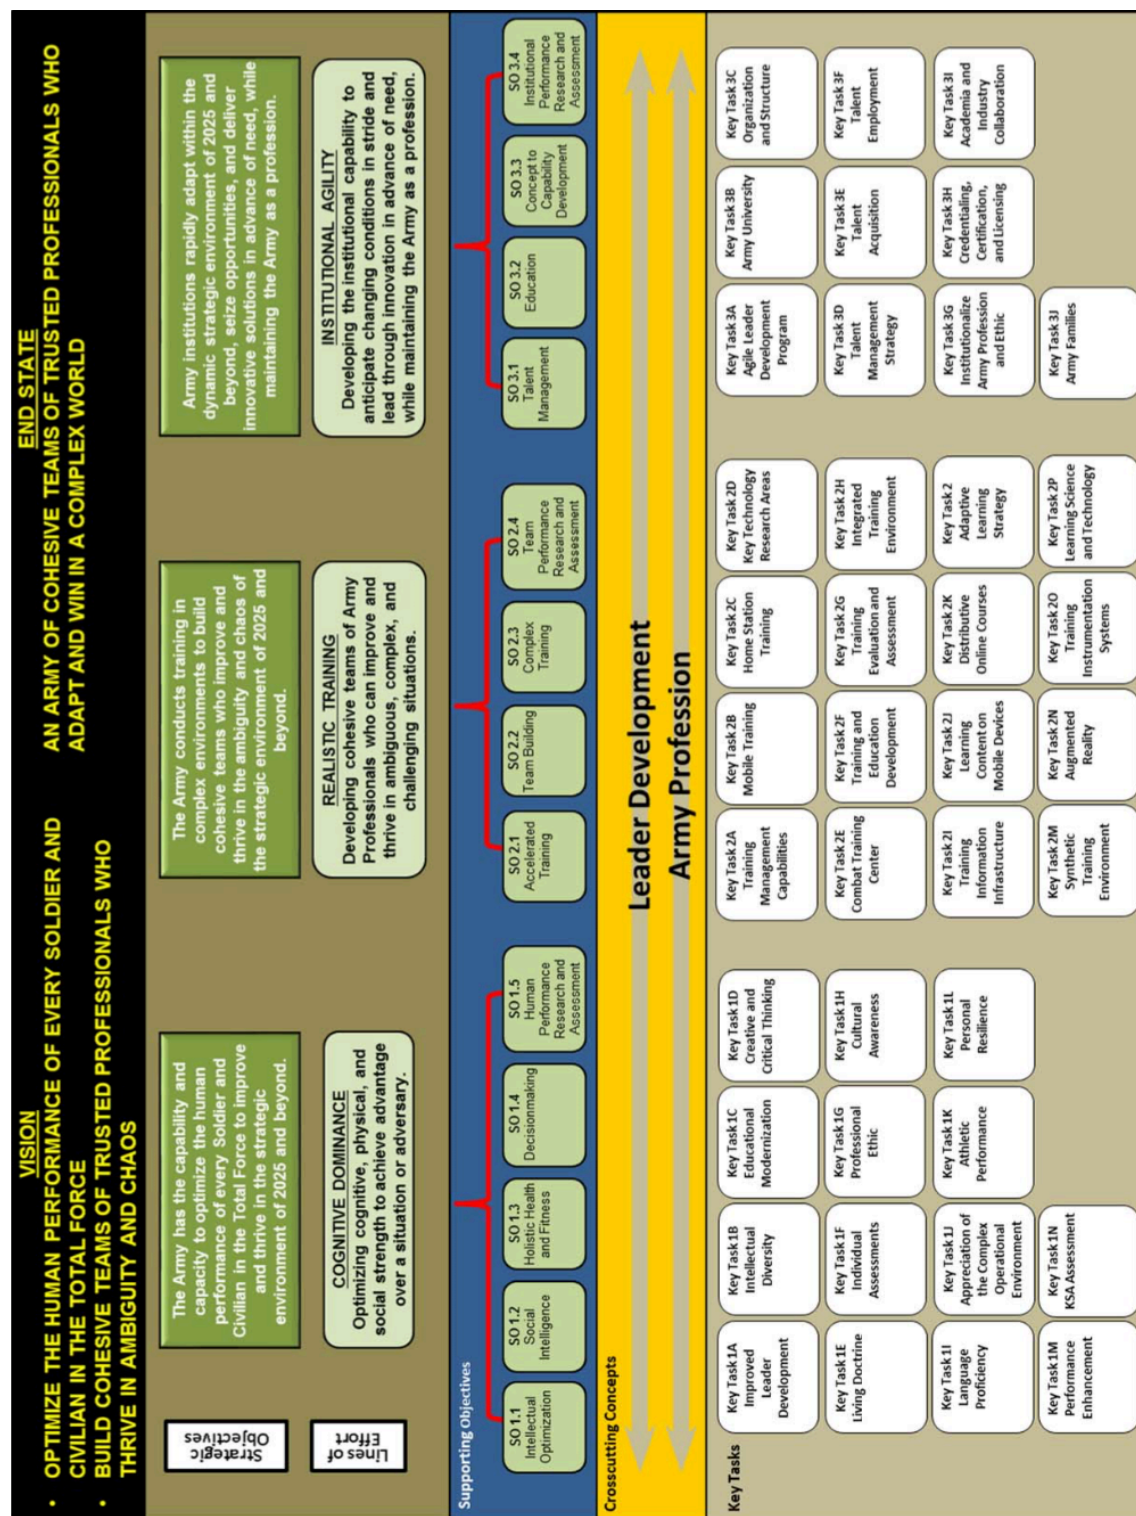 VISION
• OPTIMIZE THE HUMAN PERFORMANCE OF EVERY SOLDIER AND
CIVILIAN IN THE TOTAL FORCE
• BUILD COHESIVE TEAMS OF TRUSTED PROFESSIONALS WHO
THRIVE IN AMBIGUITY AND CHAOS
END STATE
AN ARMY OF COHESIVE TEAMS OF TRUSTED PROFESSIONALS WHO
ADAPT AND WIN IN A COMPLEX WORLD
Strategic
Objectives
The Army has the capability and
capacity to optimize the human
performance of every Soldier and
Civilian in the Total Force to improve
and thrive in the strategic
environment of 2025 and beyond.
The Army conducts training in
complex environments to build
cohesive teams who improve and
thrive in the ambiguity and chaos of
the strategic environment of 2025 and
beyond.
Army institutions rapidly adapt within the
dynamic strategic environment of 2025 and
beyond, seize opportunities, and deliver
innovative solutions in advance of need, while
maintaining the Army as a profession.
Lines of
Effort
COGNITIVE DOMINANCE
Optimizing cognitive, physical, and
social strength to achieve advantage
over a situation or adversary.
REALISTIC TRAINING
Developing cohesive teams of Army
Professionals who can improve and
thrive in ambiguous, complex, and
challenging situations.
INSTITUTIONAL AGILITY
Developing the institutional capability to
anticipate changing conditions in stride and
lead through innovation in advance of need,
while maintaining the Army as a profession.
Supporting Objectives
SO 1.1
Intellectual
Optimization
SO 1.2
Social
Intelligence
SO 1.3
Holistic Health
and Fitness
SO 1.4
Decisionmaking
SO 1.5
Human
Performance
Research and
Assessment
SO 2.1
Accelerated
Training
SO 2.2
Team Building
SO 2.3
Complex
Training
SO 2.4
Team
Performance
Research and
Assessment
SO 3.1
Talent
Management
SO 3.2
Education
SO 3.3
Concept to
Capability
Development
SO 3.4
Institutional
Performance
Research and
Assessment
Crosscutting Concepts
Leader Development
Army Profession
Key Tasks
Key Task 1A
Improved
Leader
Development
Key Task 1B
Intellectual
Diversity
Key Task 1C
Educational
Modernization
Key Task 1D
Creative and
Critical Thinking
Key Task 1E
Living Doctrine
Key Task 1F
Individual
Assessments
Key Task 1G
Professional
Ethic
Key Task 1H
Cultural
Awareness
Key Task 1I
Language
Proficiency
Key Task 1J
Appreciation of
the Complex
Operational
Environment
Key Task 1K
Athletic
Performance
Key Task 1L
Personal
Resilience
Key Task 1M
Performance
Enhancement
Key Task 1N
KSA Assessment
Key Task 2A
Training
Management
Capabilities
Key Task 2B
Mobile Training
Key Task 2C
Home Station
Training
Key Task 2D
Key Technology
Research Areas
Key Task 2E
Combat Training
Center
Key Task 2F
Training and
Education
Development
Key Task 2G
Training
Evaluation and
Assessment
Key Task 2H
Integrated
Training
Environment
Key Task 2I
Training
Information
Infrastructure
Key Task 2J
Learning
Content on
Mobile Devices
Key Task 2K
Distributive
Online Courses
Key Task 2
Adaptive
Learning
Strategy
Key Task 2M
Synthetic
Training
Environment
Key Task 2N
Augmented
Reality
Key Task 2O
Training
Instrumentation
Systems
Key Task 2P
Learning Science
and Technology
Key Task 3A
Agile Leader
Development
Program
Key Task 3B
Army University
Key Task 3C
Organization
and Structure
Key Task 3D
Talent
Management
Strategy
Key Task 3E
Talent
Acquisition
Key Task 3F
Talent
Employment
Key Task 3G
Institutionalize
Army Profession
and Ethic
Key Task 3H
Credentialing,
Certification,
and Licensing
Key Task 3I
Academia and
Industry
Collaboration
Key Task 3J
Army Families